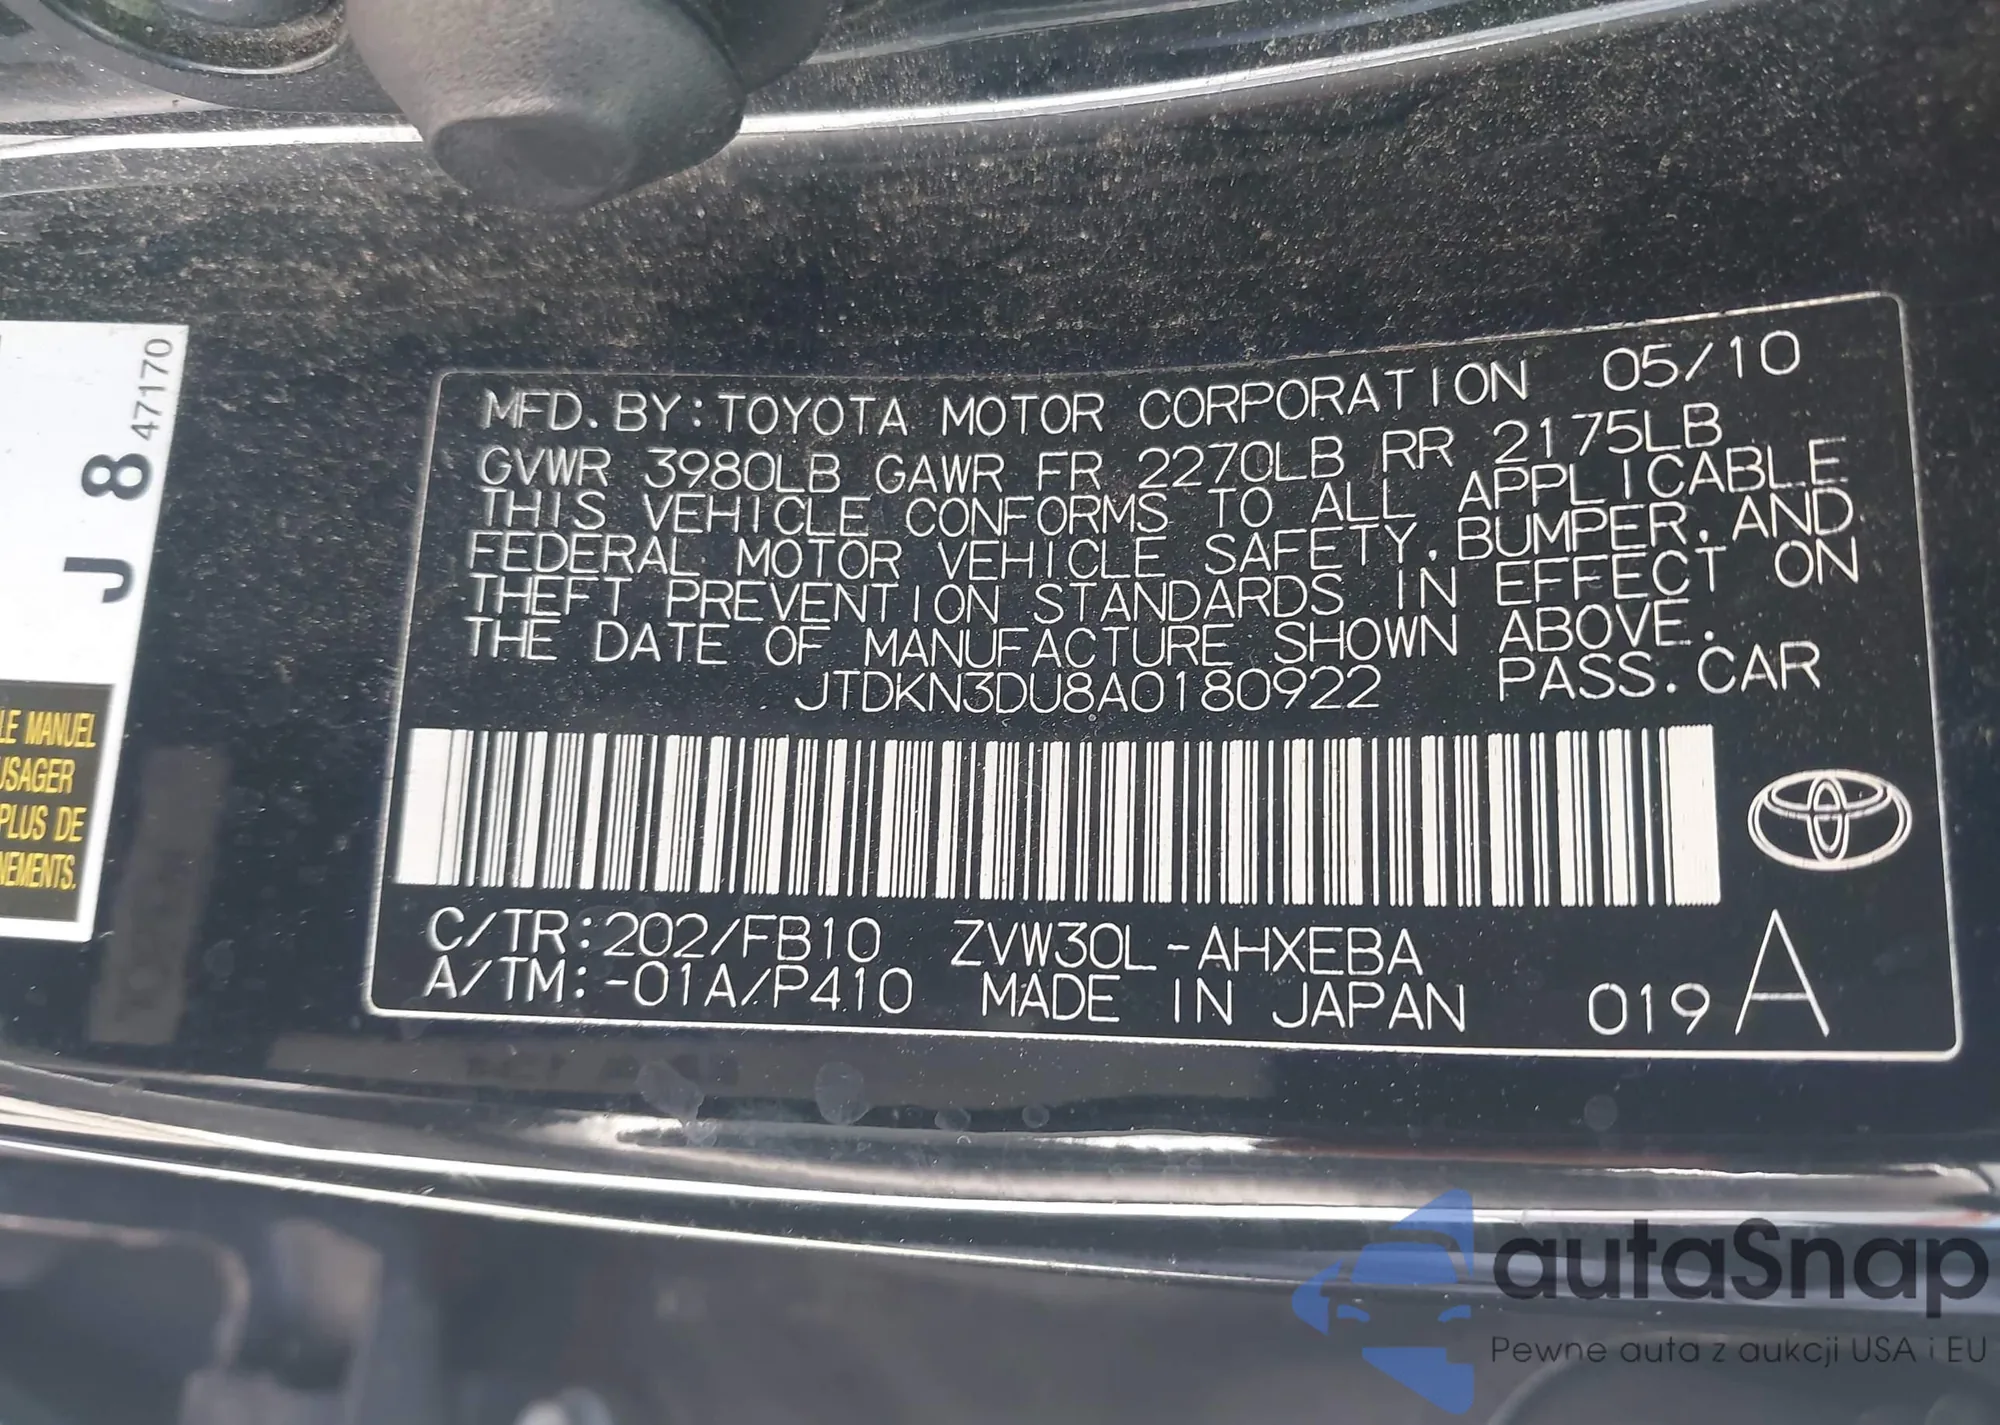 MFD. BY: TOYOTA MOTOR CORPORATION 05/10
GVWR 3980LB GAWR FR 2270LB RR 2175LB
THIS VEHICLE CONFORMS TO ALL APPLICABLE
FEDERAL MOTOR VEHICLE SAFETY, BUMPER, AND
THEFT PREVENTION STANDARDS IN EFFECT ON
THE DATE OF MANUFACTURE SHOWN ABOVE.
JTDKN3DU8A0180922 PASS. CAR
C/TR: 202/FB10 ZVW30L-AHXEBA
A/TM: -01A/P410 MADE IN JAPAN 019 A
J 8 47170
LE MANUEL
USAGER
PLUS DE
NEMENTS.
autaSnap
Pewne auta z aukcji USA i EU